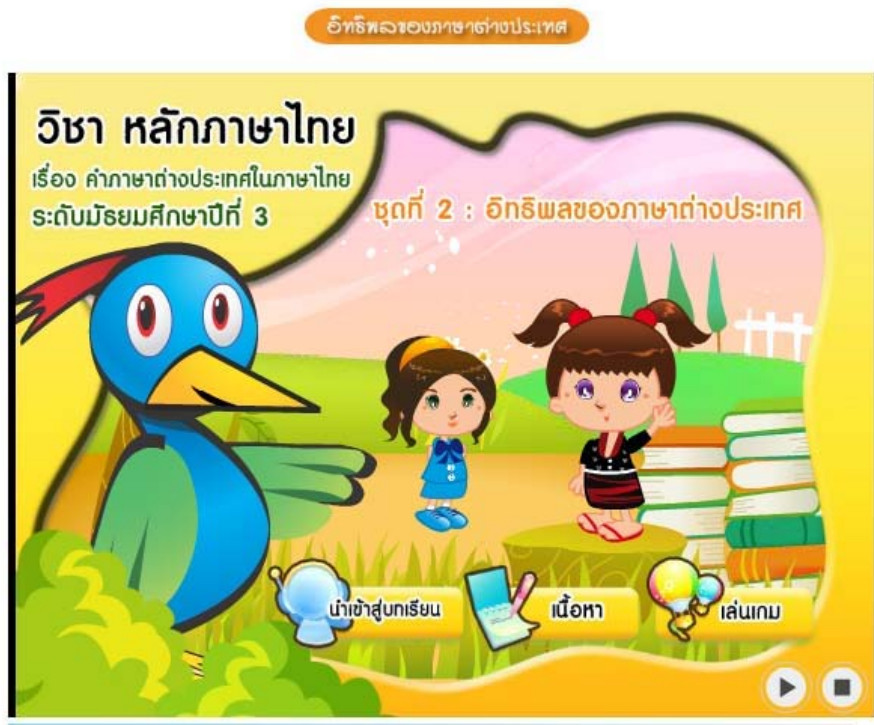 อิทธิพลของภาษาต่างประเทศ
วิชา หลักภาษาไทย
เรื่อง คำภาษาต่างประเทศในภาษาไทย
ระดับมัธยมศึกษาปีที่ 3
ชุดที่ 2 : อิทธิพลของภาษาต่างประเทศ
นำเข้าสู่บทเรียน
เนื้อหา
เล่นเกม